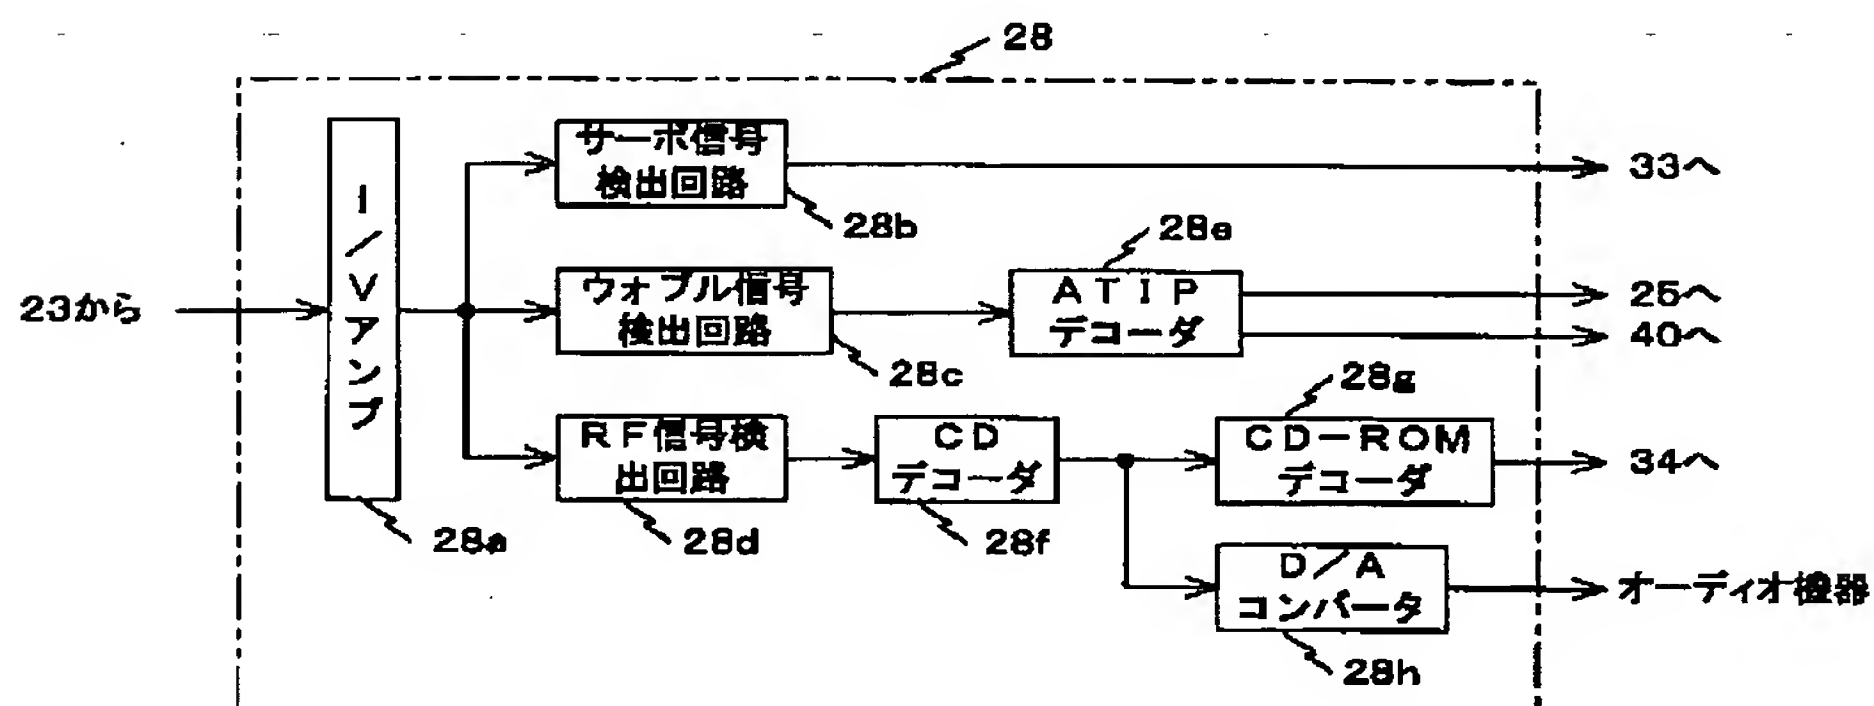 28
サーボ信号
検出回路
33へ
28b
I/Vアンプ
28e
ウォブル信号
検出回路
ATIP
デコーダ
25へ
40へ
23から
28c
28g
RF信号検
出回路
CD
デコーダ
CD-ROM
デコーダ
34へ
28a
28d
28f
D/A
コンバータ
オーディオ機器
28h